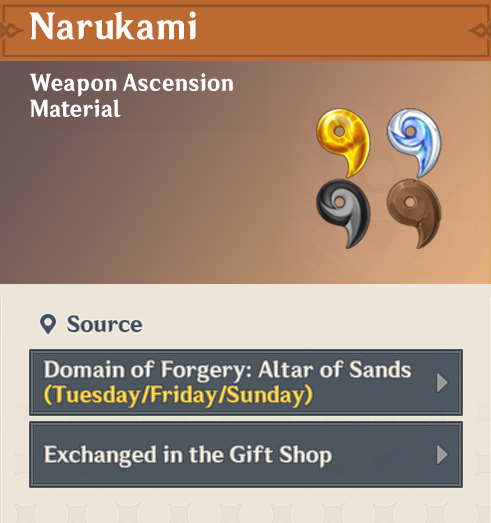 Narukami
Weapon Ascension
Material
Source
Domain of Forgery: Altar of Sands
(Tuesday/Friday/Sunday)
Exchanged in the Gift Shop